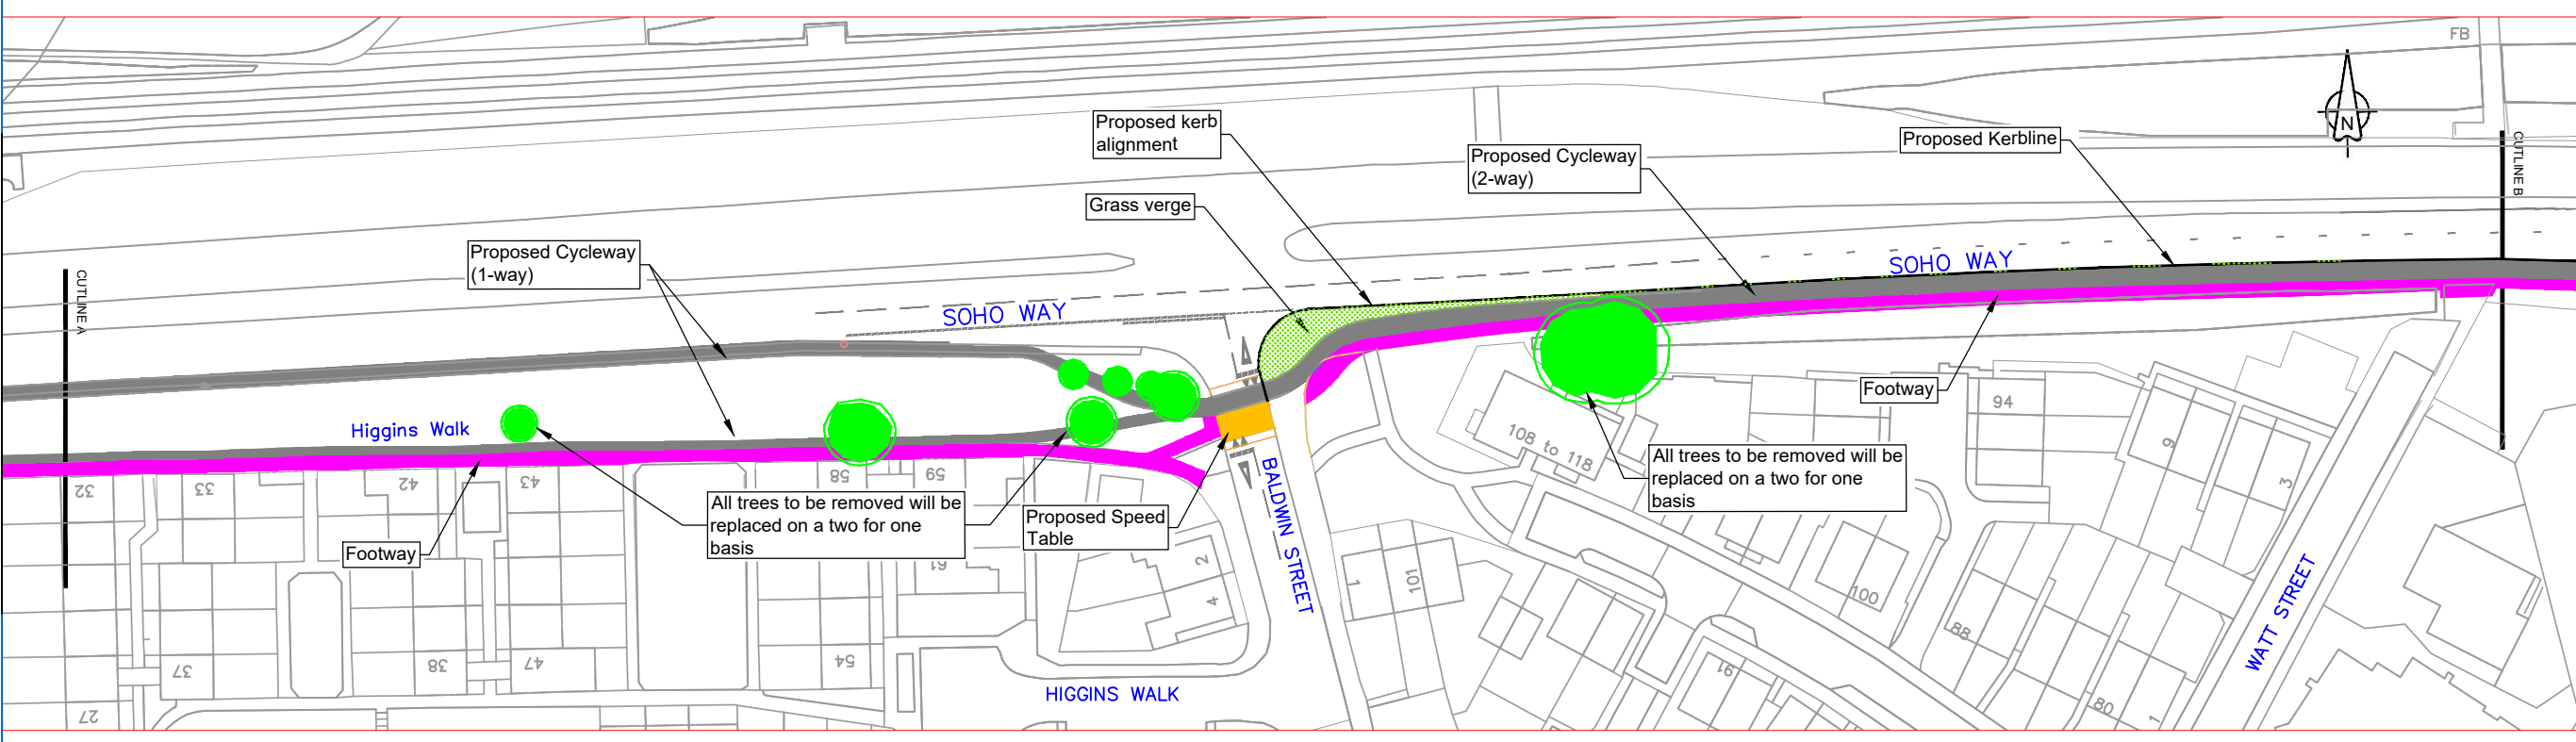 FB
N
CUTLINE B
Proposed kerb
alignment
Proposed Kerbline
Proposed Cycleway
(2-way)
Grass verge
Proposed Cycleway
(1-way)
CUTLINE A
SOHO WAY
SOHO WAY
Higgins Walk
Footway
94
108 to 118
9
3
All trees to be removed will be
replaced on a two for one
basis
32
33
42
43
58
59
All trees to be removed will be
replaced on a two for one
basis
Proposed Speed
Table
Footway
BALDWIN STREET
61
2
4
1
101
100
88
WATT STREET
37
38
47
54
91
80
1
27
HIGGINS WALK